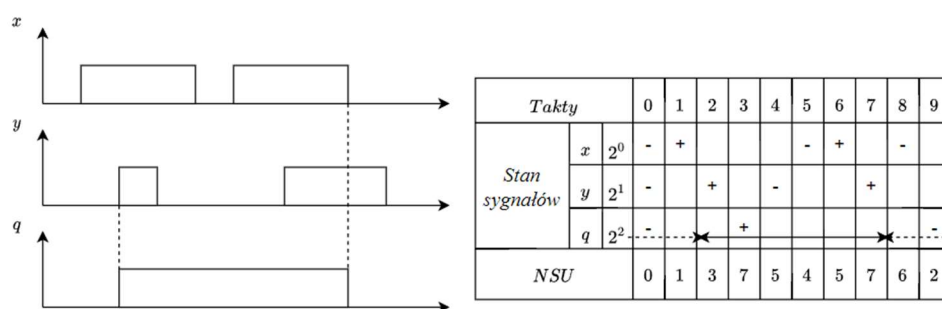 x
y
q
Takty 0 1 2 3 4 5 6 7 8 9
Stan sygnałów
x 2⁰ - + - + -
y 2¹ - + - +
q 2² - + -
NSU 0 1 3 7 5 4 5 7 6 2